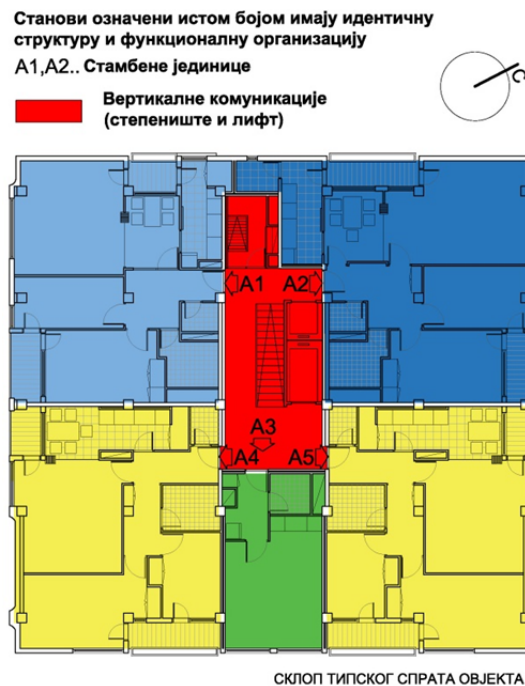 Станови означени истом бојом имају идентичну
структуру и функционалну организацију
А1,А2.. Стамбене јединице
Вертикалне комуникације
(степениште и лифт)
С
А1 А2
А3
А4 А5
СКЛОП ТИПСКОГ СПРАТА ОБЈЕКТА